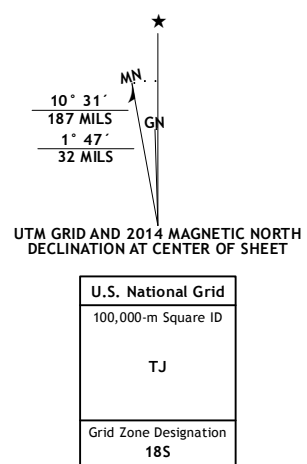 ★
MN
GN
10° 31´
187 MILS
1° 47´
32 MILS
UTM GRID AND 2014 MAGNETIC NORTH
DECLINATION AT CENTER OF SHEET
U.S. National Grid
100,000-m Square ID
TJ
Grid Zone Designation
18S